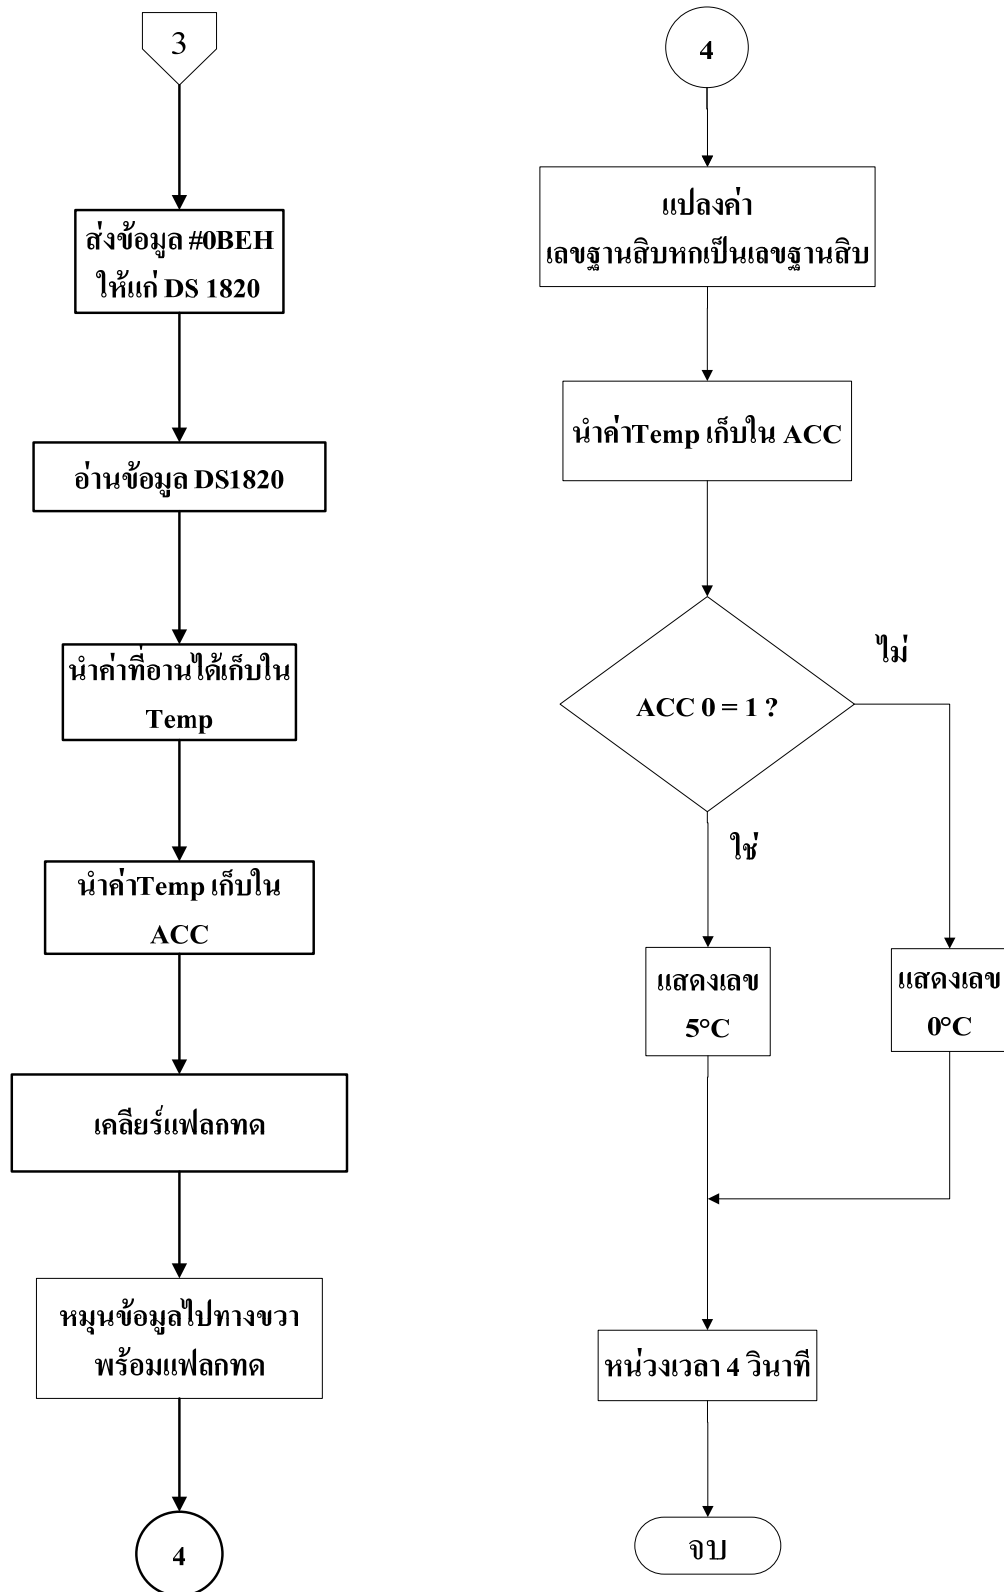 3
ส่งข้อมูล #0BEH
ให้แก่ DS 1820
อ่านข้อมูล DS1820
นำค่าที่อานได้เก็บใน
Temp
นำค่าTemp เก็บใน
ACC
เคลียร์แฟลกทด
หมุนข้อมูลไปทางขวา
พร้อมแฟลกทด
4
4
แปลงค่า
เลขฐานสิบหกเป็นเลขฐานสิบ
นำค่าTemp เก็บใน ACC
ACC 0 = 1 ?
ไม่
ใช่
แสดงเลข
5°C
แสดงเลข
0°C
หน่วงเวลา 4 วินาที
จบ